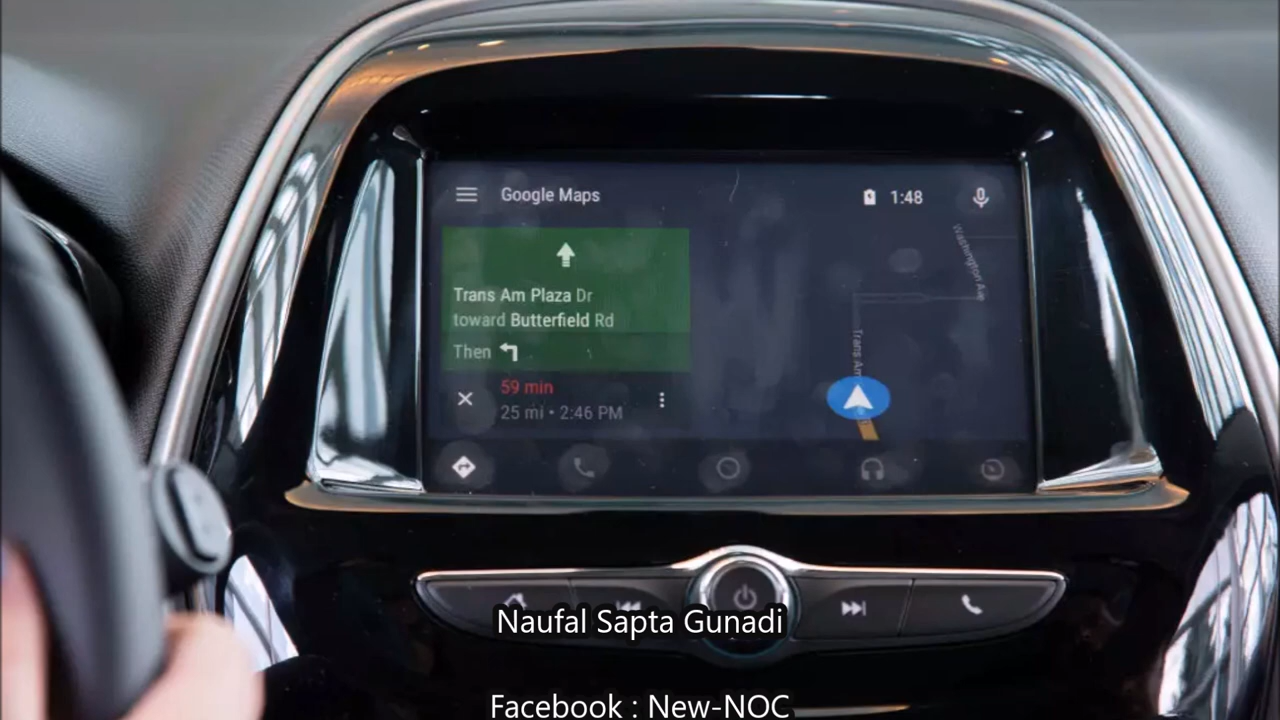 Google Maps
1:48
Washington Ave
Trans Am Plaza Dr
toward Butterfield Rd
Then
Trans Am
59 min
25 mi • 2:46 PM
Naufal Sapta Gunadi
Facebook : New-NOC